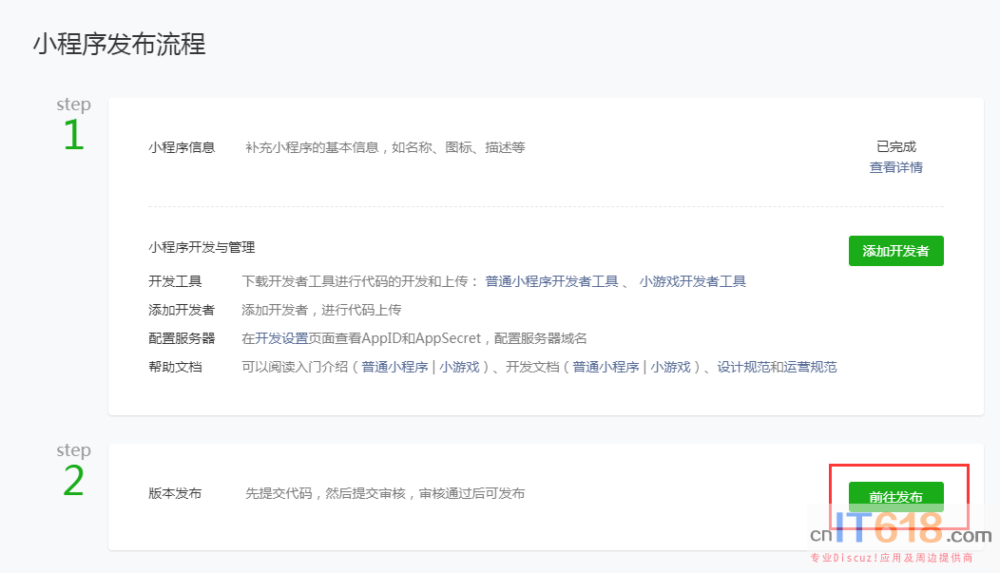 小程序发布流程
step
1
小程序信息 补充小程序的基本信息，如名称、图标、描述等 已完成
查看详情
小程序开发与管理 添加开发者
开发工具 下载开发者工具进行代码的开发和上传： 普通小程序开发者工具 、 小游戏开发者工具
添加开发者 添加开发者，进行代码上传
配置服务器 在开发设置页面查看AppID和AppSecret，配置服务器域名
帮助文档 可以阅读入门介绍（普通小程序 | 小游戏）、开发文档（普通小程序 | 小游戏）、设计规范和运营规范
step
2
版本发布 先提交代码，然后提交审核，审核通过后可发布 前往发布
cnIT618.com
专业Discuz!应用及周边提供商